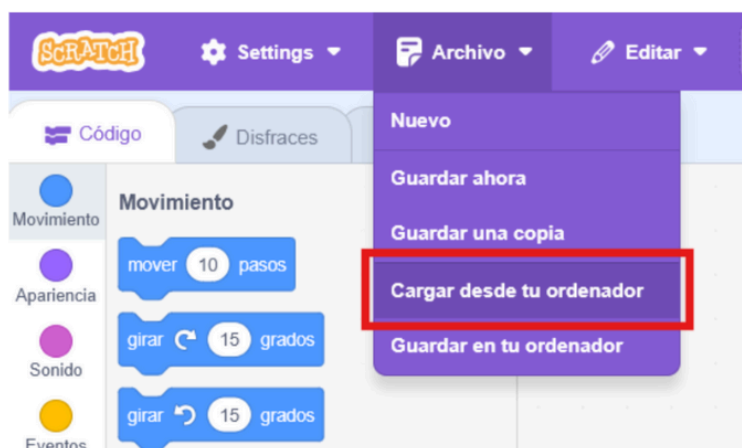 SCRATCH Settings Archivo Editar
Código Disfraces
Nuevo
Guardar ahora
Guardar una copia
Cargar desde tu ordenador
Guardar en tu ordenador
Movimiento
Apariencia
Sonido
Eventos
Movimiento
mover 10 pasos
girar 15 grados
girar 15 grados